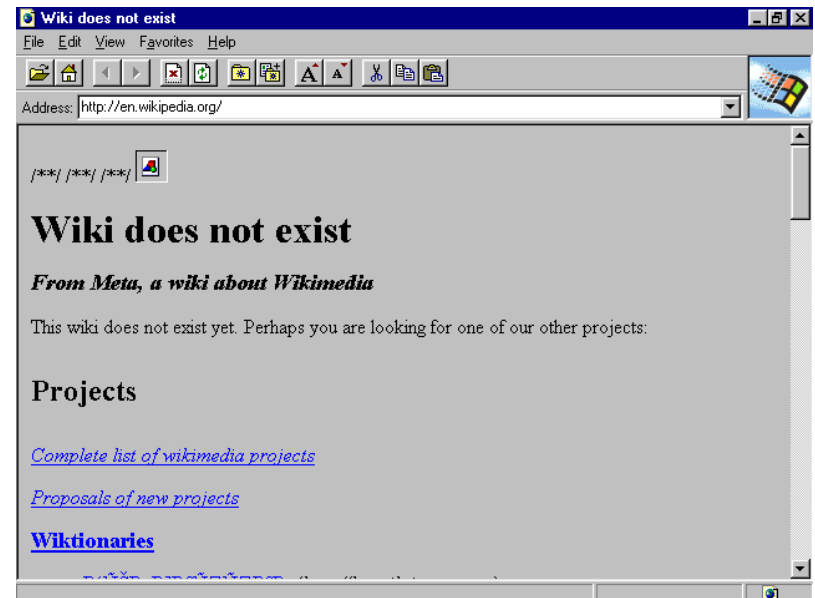 Wiki does not exist
File Edit View Favorites Help
Address: http://en.wikipedia.org/
/**/ /**/ /**/
Wiki does not exist
From Meta, a wiki about Wikimedia
This wiki does not exist yet. Perhaps you are looking for one of our other projects:
Projects
Complete list of wikimedia projects
Proposals of new projects
Wiktionaries